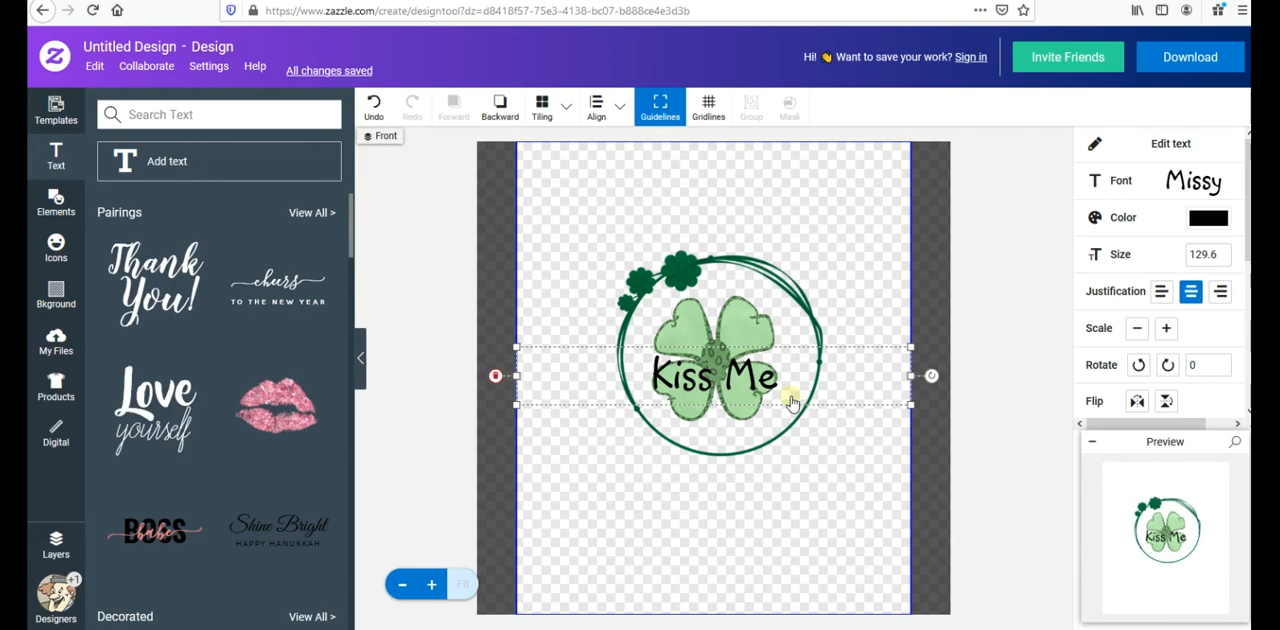 https://www.zazzle.com/create/designtool?dz=d8418f57-75e3-4138-bc07-b888ce4e3d3b
Z
Untitled Design - Design
Edit Collaborate Settings Help All changes saved
Hi! 👋 Want to save your work? Sign in
Invite Friends
Download
Templates
Text
Elements
Icons
Bkground
My Files
Products
Digital
Layers
+1
Designers
Search Text
T Add text
Pairings View All >
Thank
You!
cheers
TO THE NEW YEAR
Love
yourself
BOSS
babe
Shine Bright
HAPPY HANUKKAH
Decorated View All >
Undo Redo Forward Backward Tiling Align Guidelines Gridlines Group Mask
Front
Kiss Me
- + Fit
Edit text
Font Missy
Color
Size 129.6
Justification
Scale
Rotate 0
Flip
Preview
Kiss Me